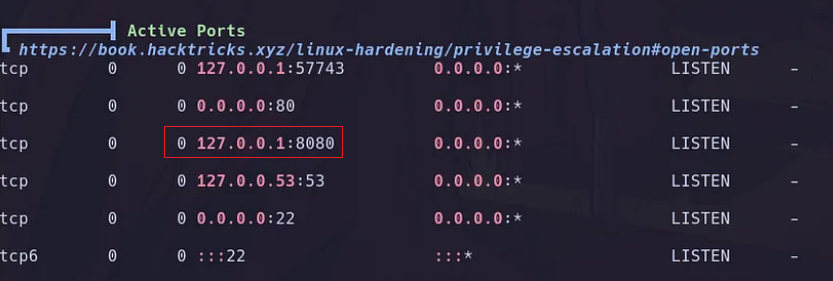 Active Ports
https://book.hacktricks.xyz/linux-hardening/privilege-escalation#open-ports
tcp 0 0 127.0.0.1:57743 0.0.0.0:* LISTEN -
tcp 0 0 0.0.0.0:80 0.0.0.0:* LISTEN -
tcp 0 0 127.0.0.1:8080 0.0.0.0:* LISTEN -
tcp 0 0 127.0.0.53:53 0.0.0.0:* LISTEN -
tcp 0 0 0.0.0.0:22 0.0.0.0:* LISTEN -
tcp6 0 0 :::22 :::* LISTEN -